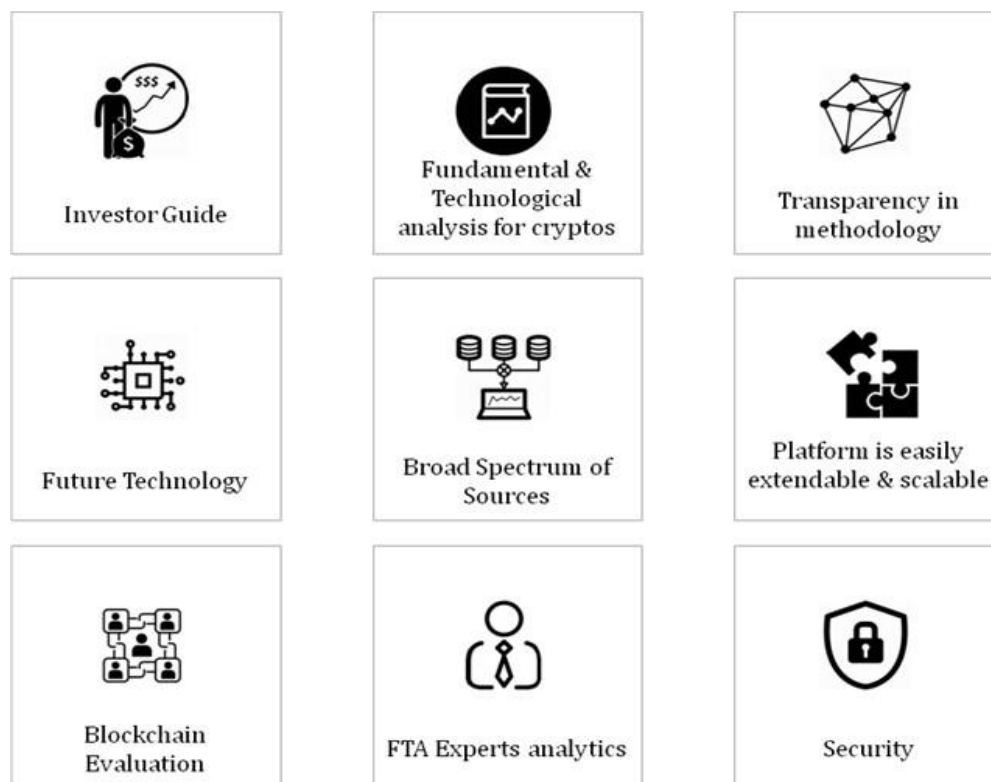 $$$
$
Investor Guide
Fundamental &
Technological
analysis for cryptos
Transparency in
methodology
Future Technology
Broad Spectrum of
Sources
Platform is easily
extendable & scalable
Blockchain
Evaluation
FTA Experts analytics
Security